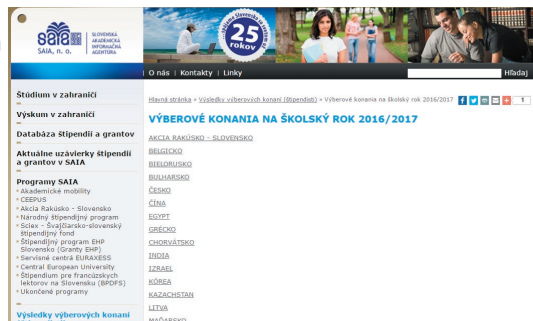 saia
SAIA, n. o.
SLOVENSKÁ
AKADEMICKÁ
INFORMAČNÁ
AGENTÚRA
25
rokov
O nás | Kontakty | Linky
Hľadaj
Štúdium v zahraničí
Výskum v zahraničí
Databáza štipendií a grantov
Aktuálne uzávierky štipendií
a grantov v SAIA
Programy SAIA
Akademické mobility
CEEPUS
Akcia Rakúsko - Slovensko
Národný štipendijný program
Sciex - Švajčiarsko-slovenský
štipendijný fond
Štipendijný program EHP
Slovensko (Granty EHP)
Servisné centrá EURAXESS
Central European University
Štipendium pre francúzskych
lektorov na Slovensku (BPDFS)
Ukončené programy
Výsledky výberových konaní
Hlavná stránka » Výsledky výberových konaní (štipendisti) » Výberové konania na školský rok 2016/2017
1
VÝBEROVÉ KONANIA NA ŠKOLSKÝ ROK 2016/2017
AKCIA RAKÚSKO - SLOVENSKO
BELGICKO
BIELORUSKO
BULHARSKO
ČESKO
ČÍNA
EGYPT
GRÉCKO
CHORVÁTSKO
INDIA
IZRAEL
KÓREA
KAZACHSTAN
LITVA
MAĎARSKO